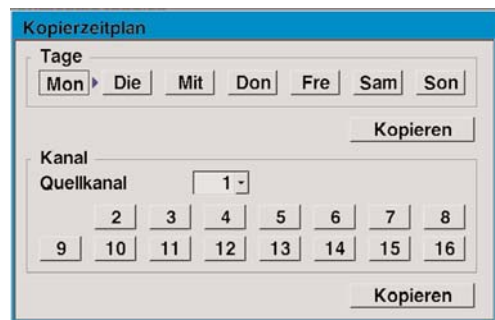 Kopierzeitplan
Tage
Mon Die Mit Don Fre Sam Son
Kopieren
Kanal
Quellkanal 1
2 3 4 5 6 7 8
9 10 11 12 13 14 15 16
Kopieren